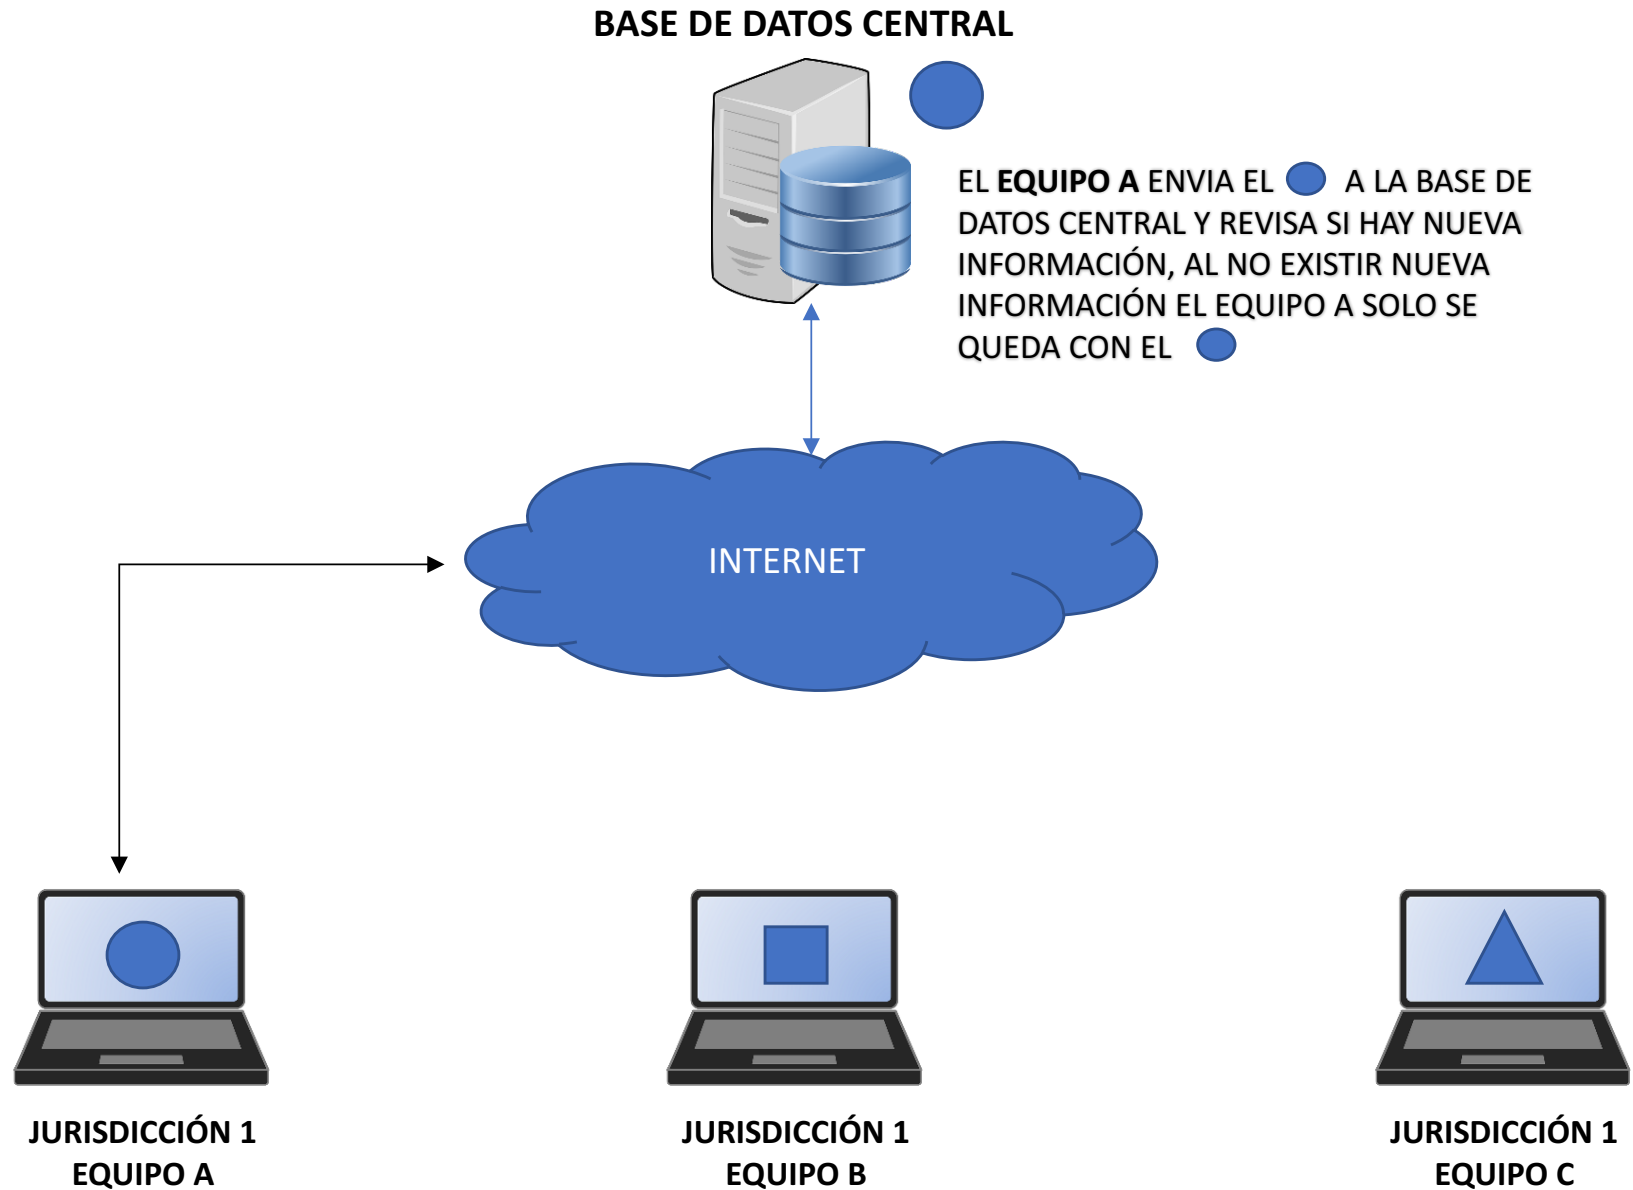 BASE DE DATOS CENTRAL
EL EQUIPO A ENVIA EL A LA BASE DE
DATOS CENTRAL Y REVISA SI HAY NUEVA
INFORMACIÓN, AL NO EXISTIR NUEVA
INFORMACIÓN EL EQUIPO A SOLO SE
QUEDA CON EL
INTERNET
JURISDICCIÓN 1
EQUIPO A
JURISDICCIÓN 1
EQUIPO B
JURISDICCIÓN 1
EQUIPO C